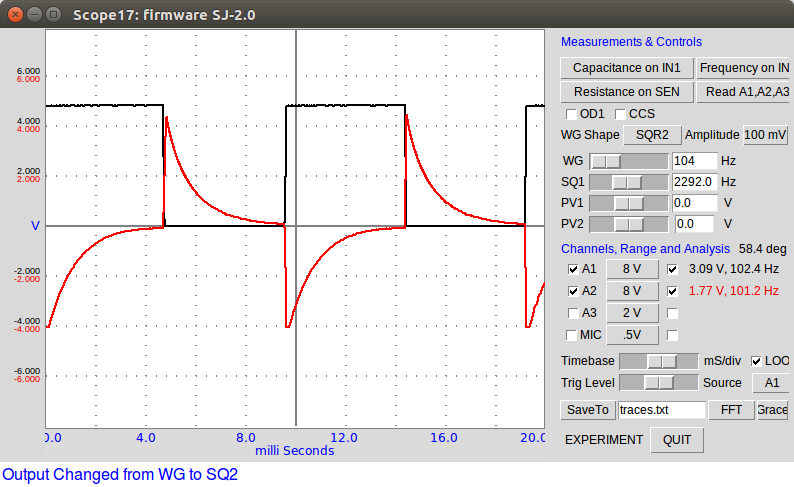 Scope17: firmware SJ-2.0
6.000
6.000
4.000
4.000
2.000
2.000
V
-2.000
-2.000
-4.000
-4.000
-6.000
-6.000
0.0 4.0 8.0 12.0 16.0 20.0
milli Seconds
Measurements & Controls
Capacitance on IN1 Frequency on IN
Resistance on SEN Read A1,A2,A3
OD1 CCS
WG Shape SQR2 Amplitude 100 mV
WG 104 Hz
SQ1 2292.0 Hz
PV1 0.0 V
PV2 0.0 V
Channels, Range and Analysis 58.4 deg
A1 8 V 3.09 V, 102.4 Hz
A2 8 V 1.77 V, 101.2 Hz
A3 2 V
MIC .5V
Timebase mS/div LOO
Trig Level Source A1
SaveTo traces.txt FFT Grace
EXPERIMENT QUIT
Output Changed from WG to SQ2